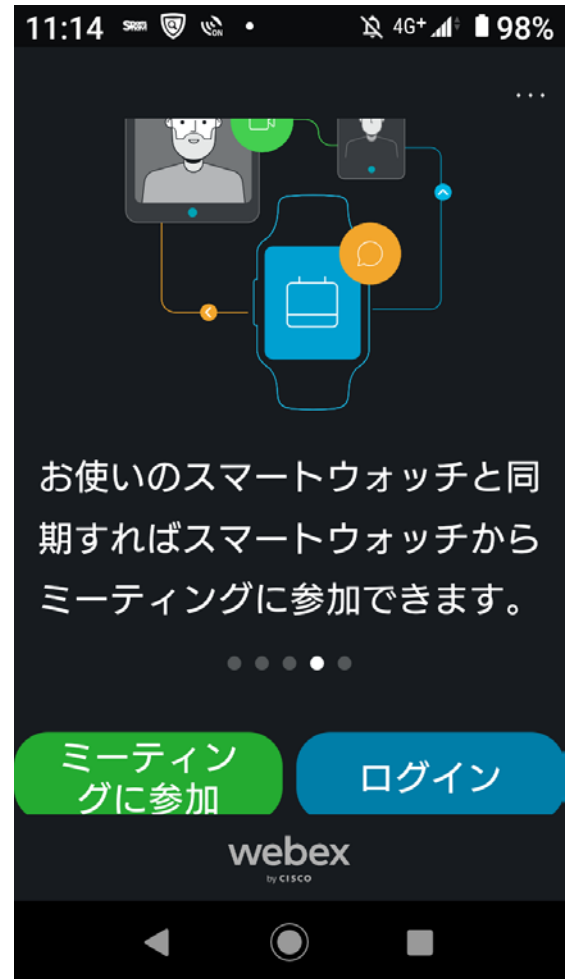 11:14 4G+ 98%
...
お使いのスマートウォッチと同
期すればスマートウォッチから
ミーティングに参加できます。
ミーティン
グに参加
ログイン
webex
by CISCO